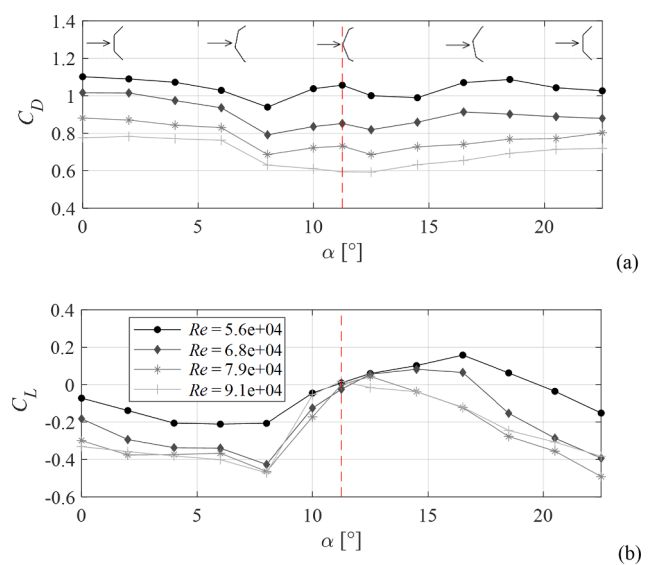 1.4
1.2
1
0.8
0.6
0.4
C_D
0 5 10 15 20
α [°]
(a)
0.4
0.2
0
-0.2
-0.4
-0.6
C_L
Re = 5.6e+04
Re = 6.8e+04
Re = 7.9e+04
Re = 9.1e+04
0 5 10 15 20
α [°]
(b)